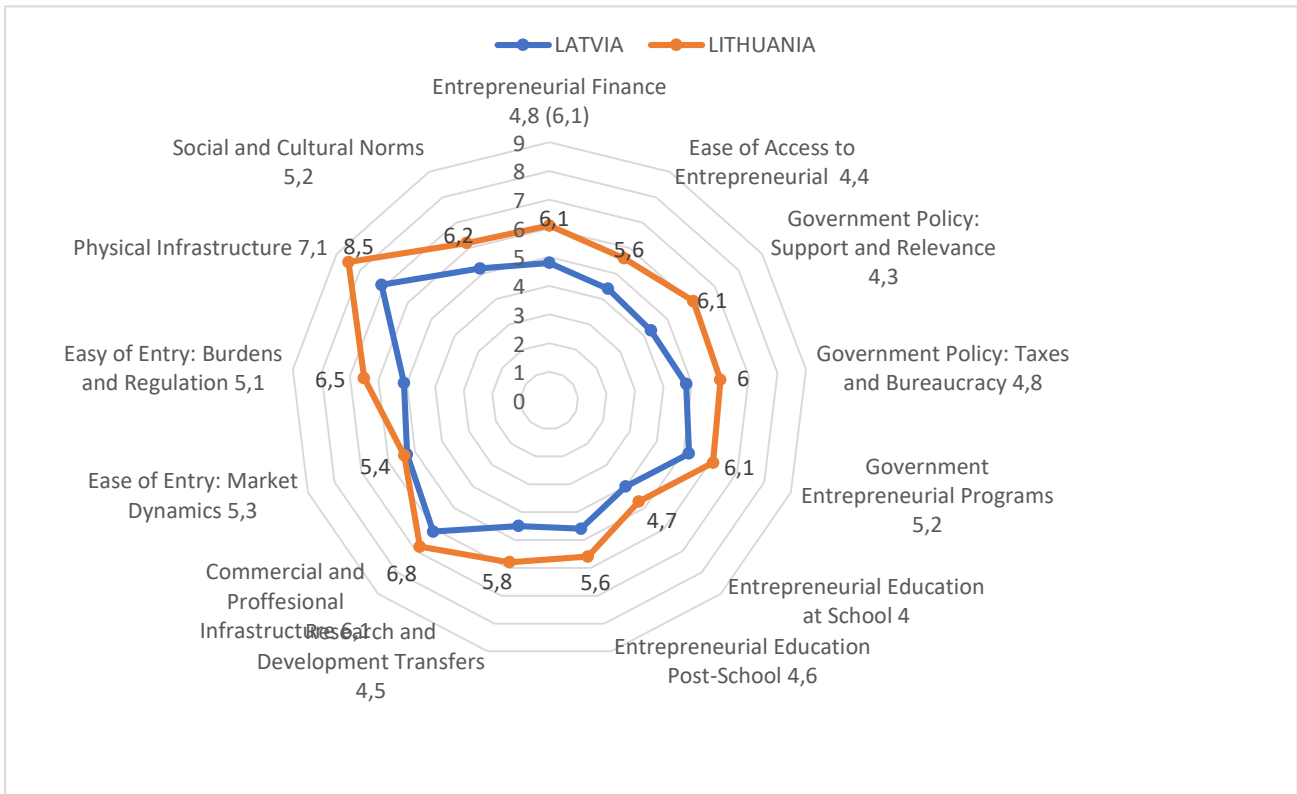 LATVIA LITHUANIA
Entrepreneurial Finance
4,8 (6,1)
Ease of Access to
Entrepreneurial 4,4
Government Policy:
Support and Relevance
4,3
Government Policy: Taxes
and Bureaucracy 4,8
Government
Entrepreneurial Programs
5,2
Entrepreneurial Education
at School 4
Entrepreneurial Education
Post-School 4,6
Research and
Development Transfers
4,5
Commercial and
Proffesional
Infrastructure 6,1
Ease of Entry: Market
Dynamics 5,3
Easy of Entry: Burdens
and Regulation 5,1
Physical Infrastructure 7,1
Social and Cultural Norms
5,2
9
8
7
6
5
4
3
2
1
0
6,1
5,6
6,1
6
6,1
4,7
5,6
5,8
6,8
5,4
6,5
8,5
6,2